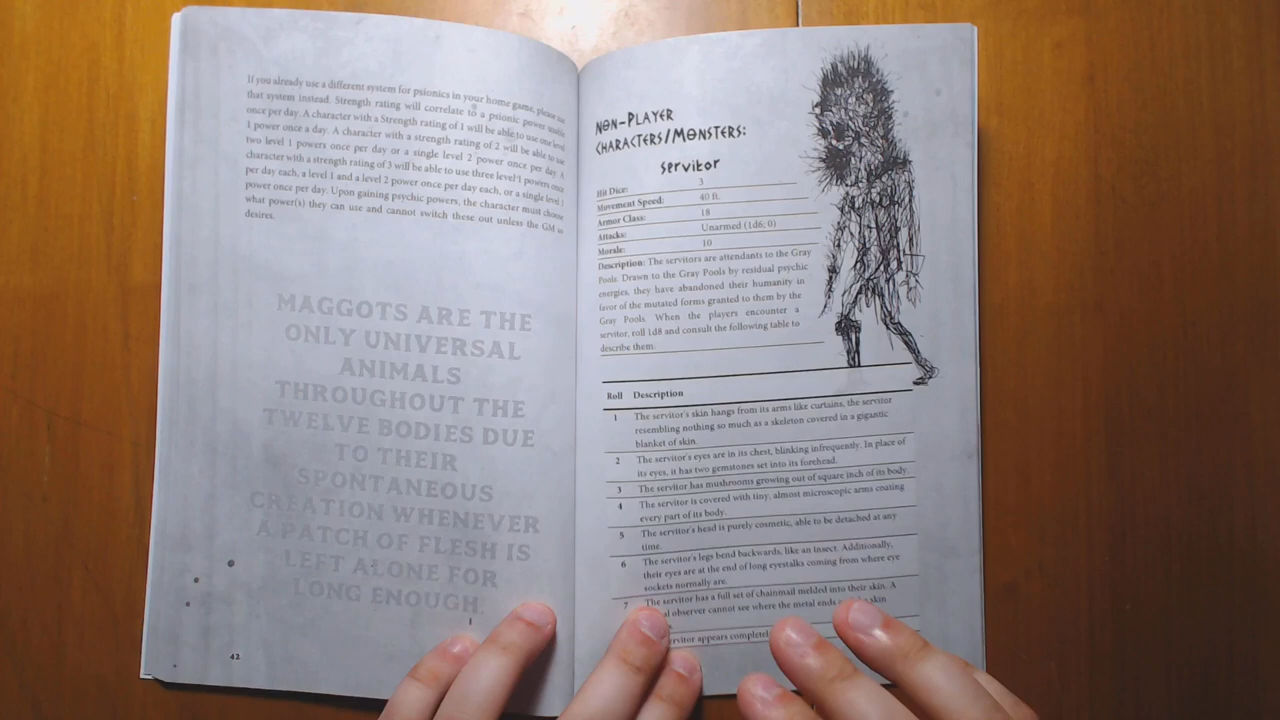 If you already use a different system for psionics in your home game, please use
that system instead. Strength rating will correlate to a psionic power usable
once per day. A character with a Strength rating of 1 will be able to use one level
1 power once a day. A character with a strength rating of 2 will be able to use
two level 1 powers once per day or a single level 2 power once per day. A
character with a strength rating of 3 will be able to use three level 1 powers once
per day each, a level 1 and a level 2 power once per day each, or a single level
power once per day. Upon gaining psychic powers, the character must choose
what power(s) they can use and cannot switch these out unless the GM so
desires.
MAGGOTS ARE THE
ONLY UNIVERSAL
ANIMALS
THROUGHOUT THE
TWELVE BODIES DUE
TO THEIR
SPONTANEOUS
CREATION WHENEVER
A PATCH OF FLESH IS
LEFT ALONE FOR
LONG ENOUGH.
42
NON-PLAYER
CHARACTERS/MONSTERS:
servitor
Hit Dice: 3
Movement Speed: 40 ft.
Armor Class: 18
Attacks: Unarmed (1d6; 0)
Morale: 10
Description: The servitors are attendants to the Gray
Pools. Drawn to the Gray Pools by residual psychic
energies, they have abandoned their humanity in
favor of the mutated forms granted to them by the
Gray Pools. When the players encounter a
servitor, roll 1d8 and consult the following table to
describe them.
Roll Description
1 The servitor's skin hangs from its arms like curtains, the servitor
resembling nothing so much as a skeleton covered in a gigantic
blanket of skin.
2 The servitor's eyes are in its chest, blinking infrequently. In place of
its eyes, it has two gemstones set into its forehead.
3 The servitor has mushrooms growing out of square inch of its body.
4 The servitor is covered with tiny, almost microscopic arms coating
every part of its body.
5 The servitor's head is purely cosmetic, able to be detached at any
time.
6 The servitor's legs bend backwards, like an insect. Additionally,
their eyes are at the end of long eyestalks coming from where eye
sockets normally are.
7 The servitor has a full set of chainmail melded into their skin. A
observer cannot see where the metal ends skin
appears